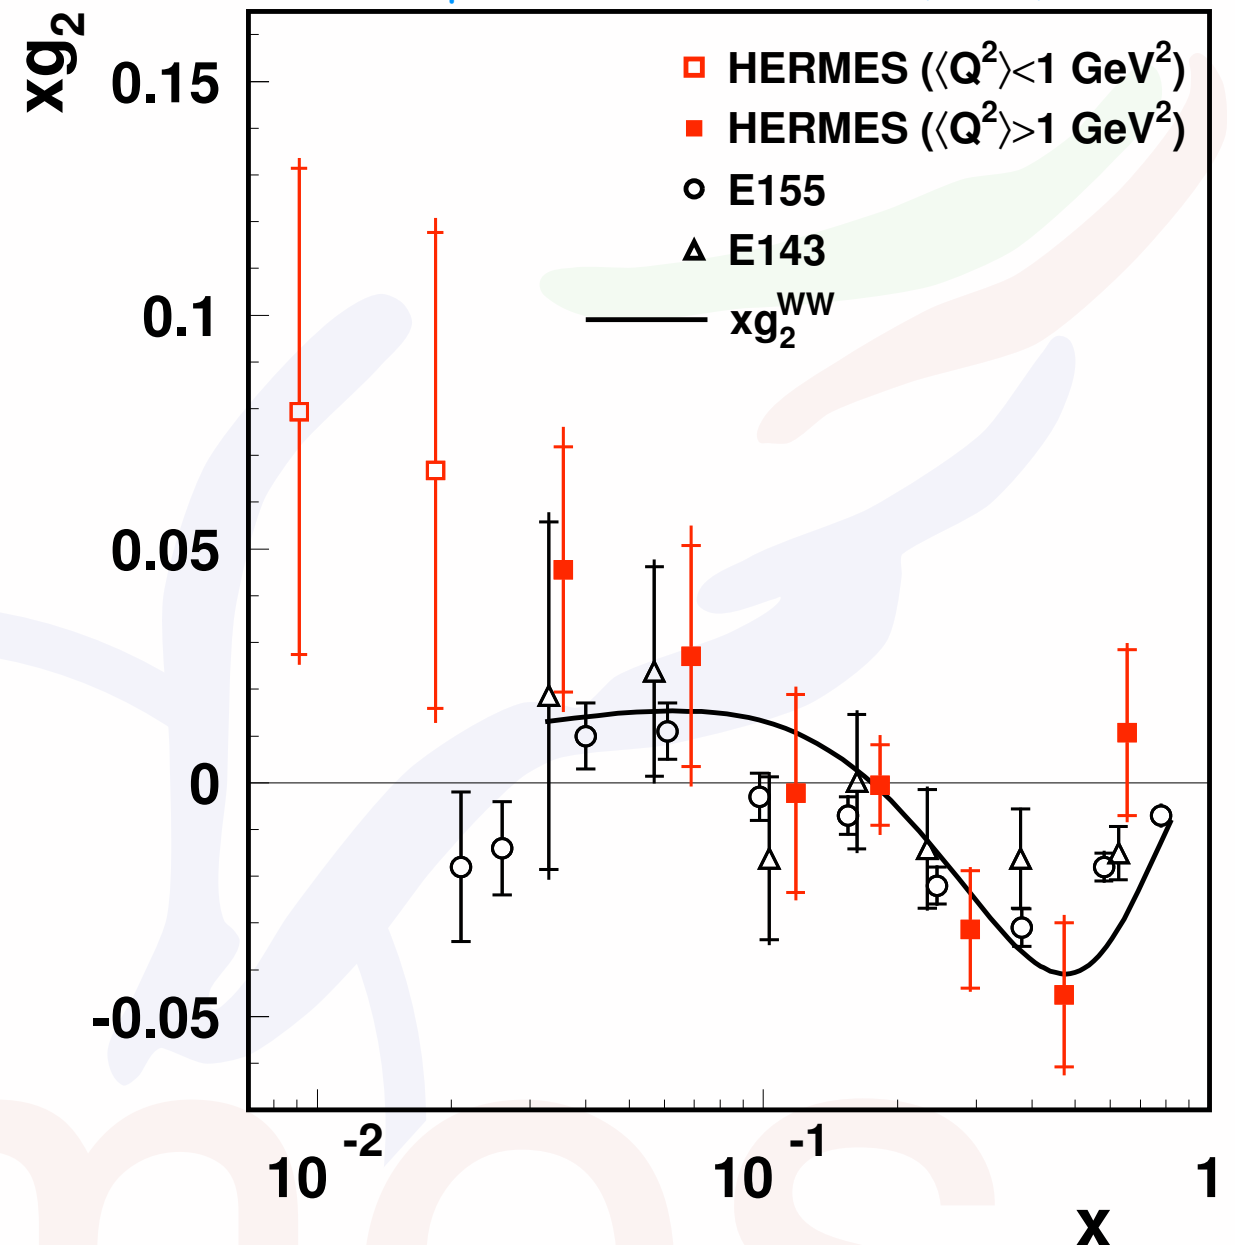 xg₂
0.15
0.1
0.05
0
-0.05
HERMES (⟨Q²⟩<1 GeV²)
HERMES (⟨Q²⟩>1 GeV²)
E155
E143
xg₂ᵂᵂ
10⁻²
10⁻¹
1
x